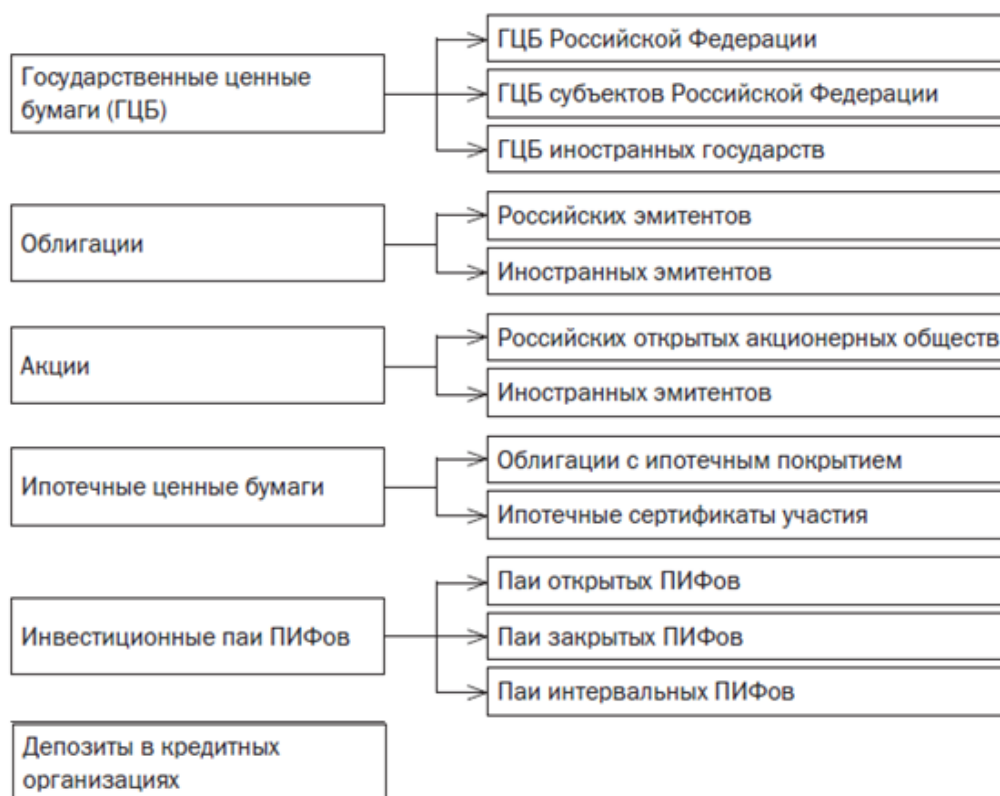 Государственные ценные
бумаги (ГЦБ)
ГЦБ Российской Федерации
ГЦБ субъектов Российской Федерации
ГЦБ иностранных государств
Облигации
Российских эмитентов
Иностранных эмитентов
Акции
Российских открытых акционерных обществ
Иностранных эмитентов
Ипотечные ценные бумаги
Облигации с ипотечным покрытием
Ипотечные сертификаты участия
Инвестиционные паи ПИФов
Паи открытых ПИФов
Паи закрытых ПИФов
Паи интервальных ПИФов
Депозиты в кредитных
организациях